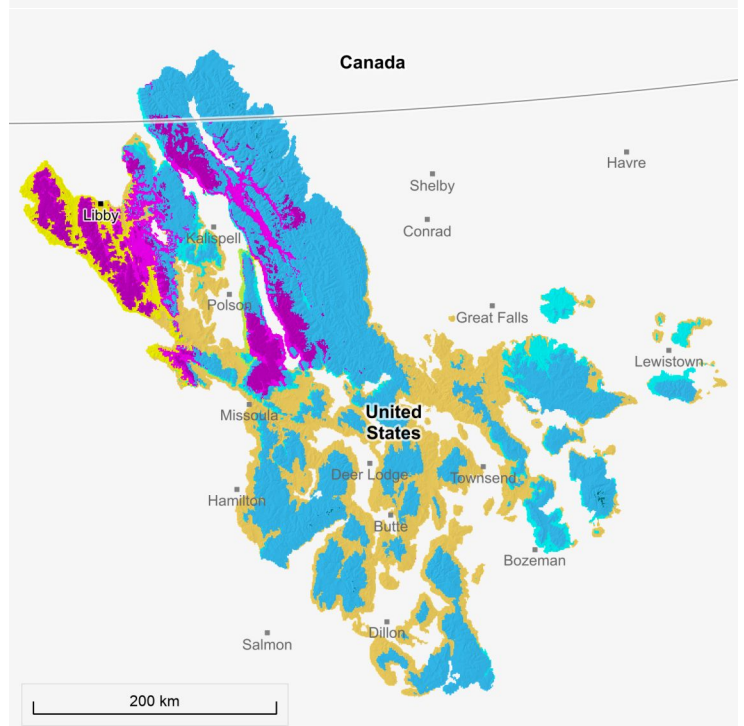 Canada
Havre
Shelby
Libby
Conrad
Kalispell
Polson
Great Falls
Lewistown
Missoula
United
States
Deer Lodge
Townsend
Hamilton
Butte
Bozeman
Dillon
Salmon
200 km